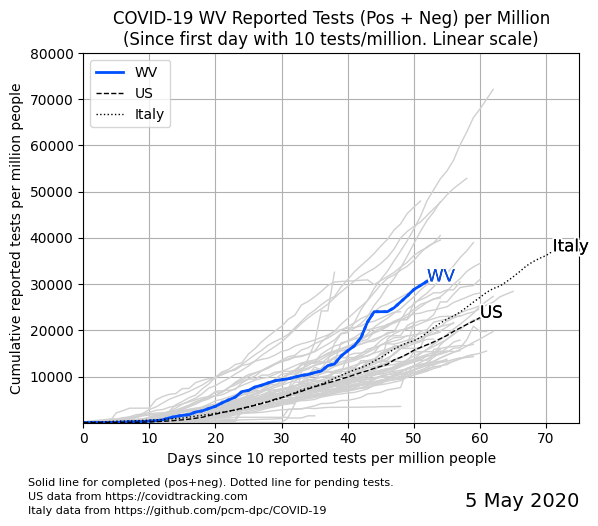 COVID-19 WV Reported Tests (Pos + Neg) per Million
(Since first day with 10 tests/million. Linear scale)
Cumulative reported tests per million people
80000
70000
60000
50000
40000
30000
20000
10000
WV
US
Italy
Italy
WV
US
0 10 20 30 40 50 60 70
Days since 10 reported tests per million people
Solid line for completed (pos+neg). Dotted line for pending tests.
US data from https://covidtracking.com
Italy data from https://github.com/pcm-dpc/COVID-19
5 May 2020